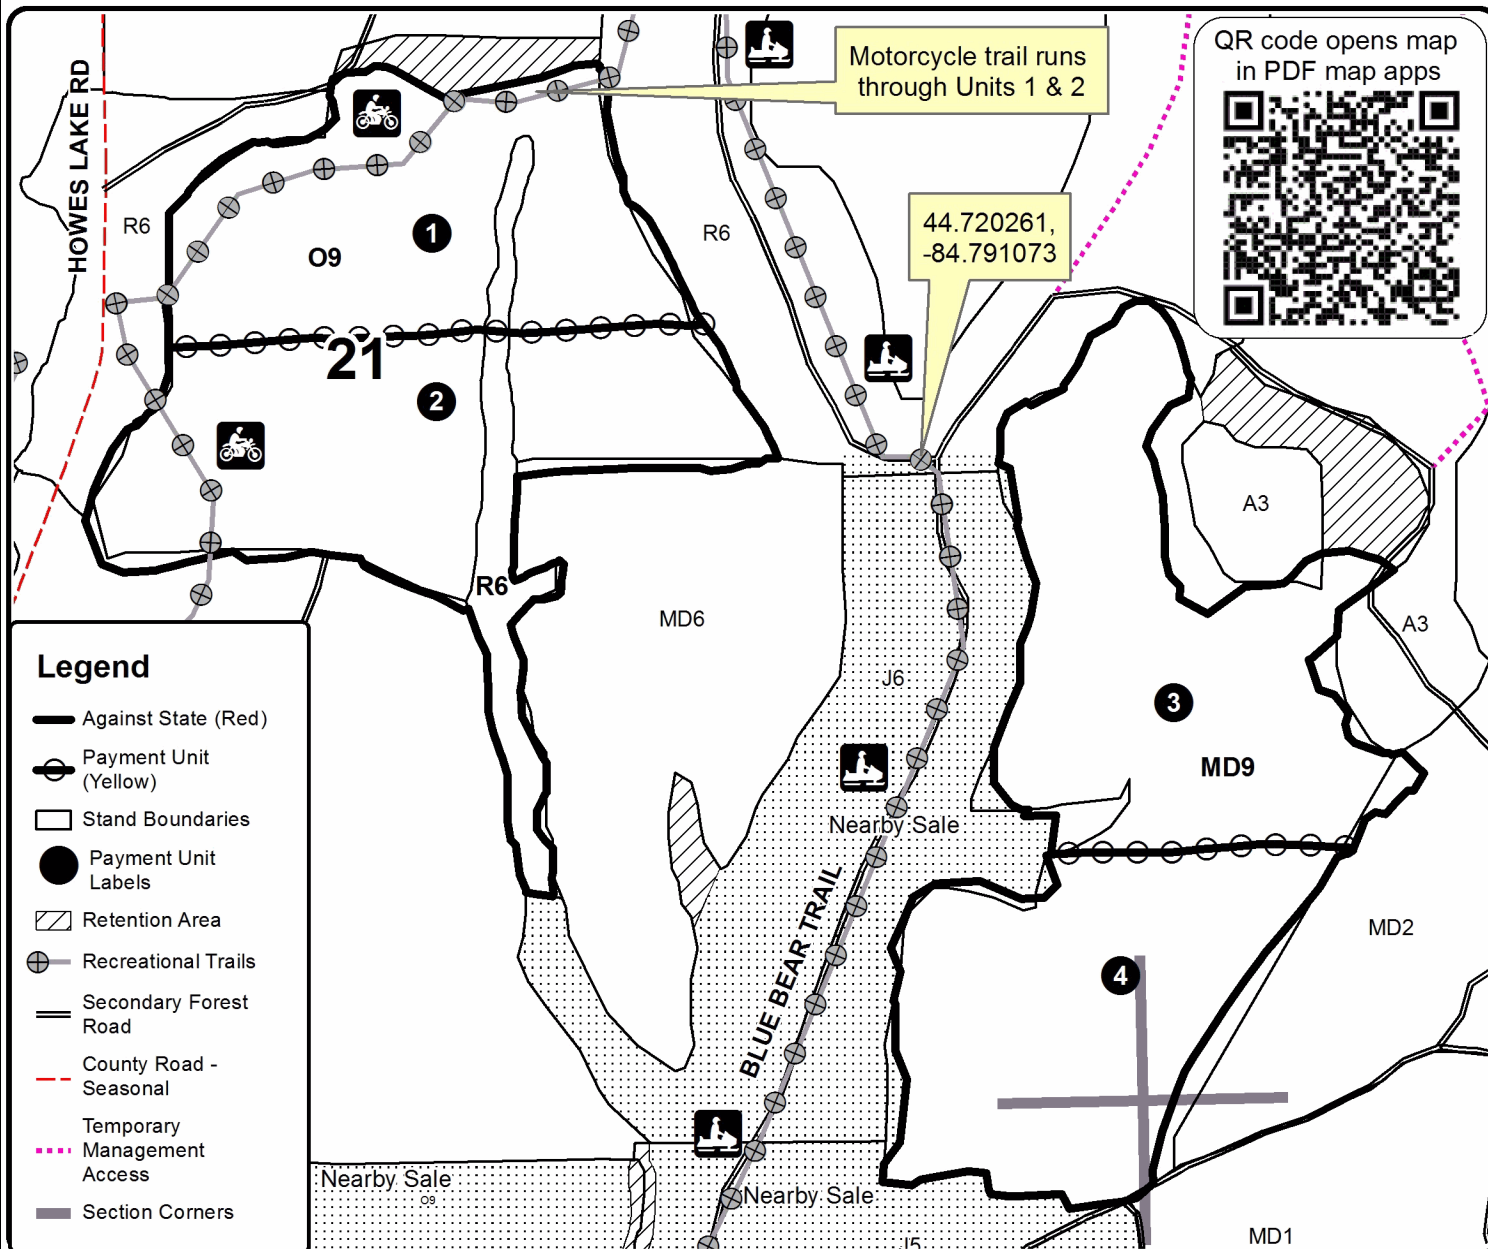 Motorcycle trail runs
through Units 1 & 2
QR code opens map
in PDF map apps
HOWES LAKE RD
R6
O9
1
R6
44.720261,
-84.791073
21
2
A3
R6
MD6
A3
J6
3
MD9
Nearby Sale
BLUE BEAR TRAIL
MD2
4
Nearby Sale
O9
Nearby Sale
J5
MD1
Legend
Against State (Red)
Payment Unit
(Yellow)
Stand Boundaries
Payment Unit
Labels
Retention Area
Recreational Trails
Secondary Forest
Road
County Road -
Seasonal
Temporary
Management
Access
Section Corners